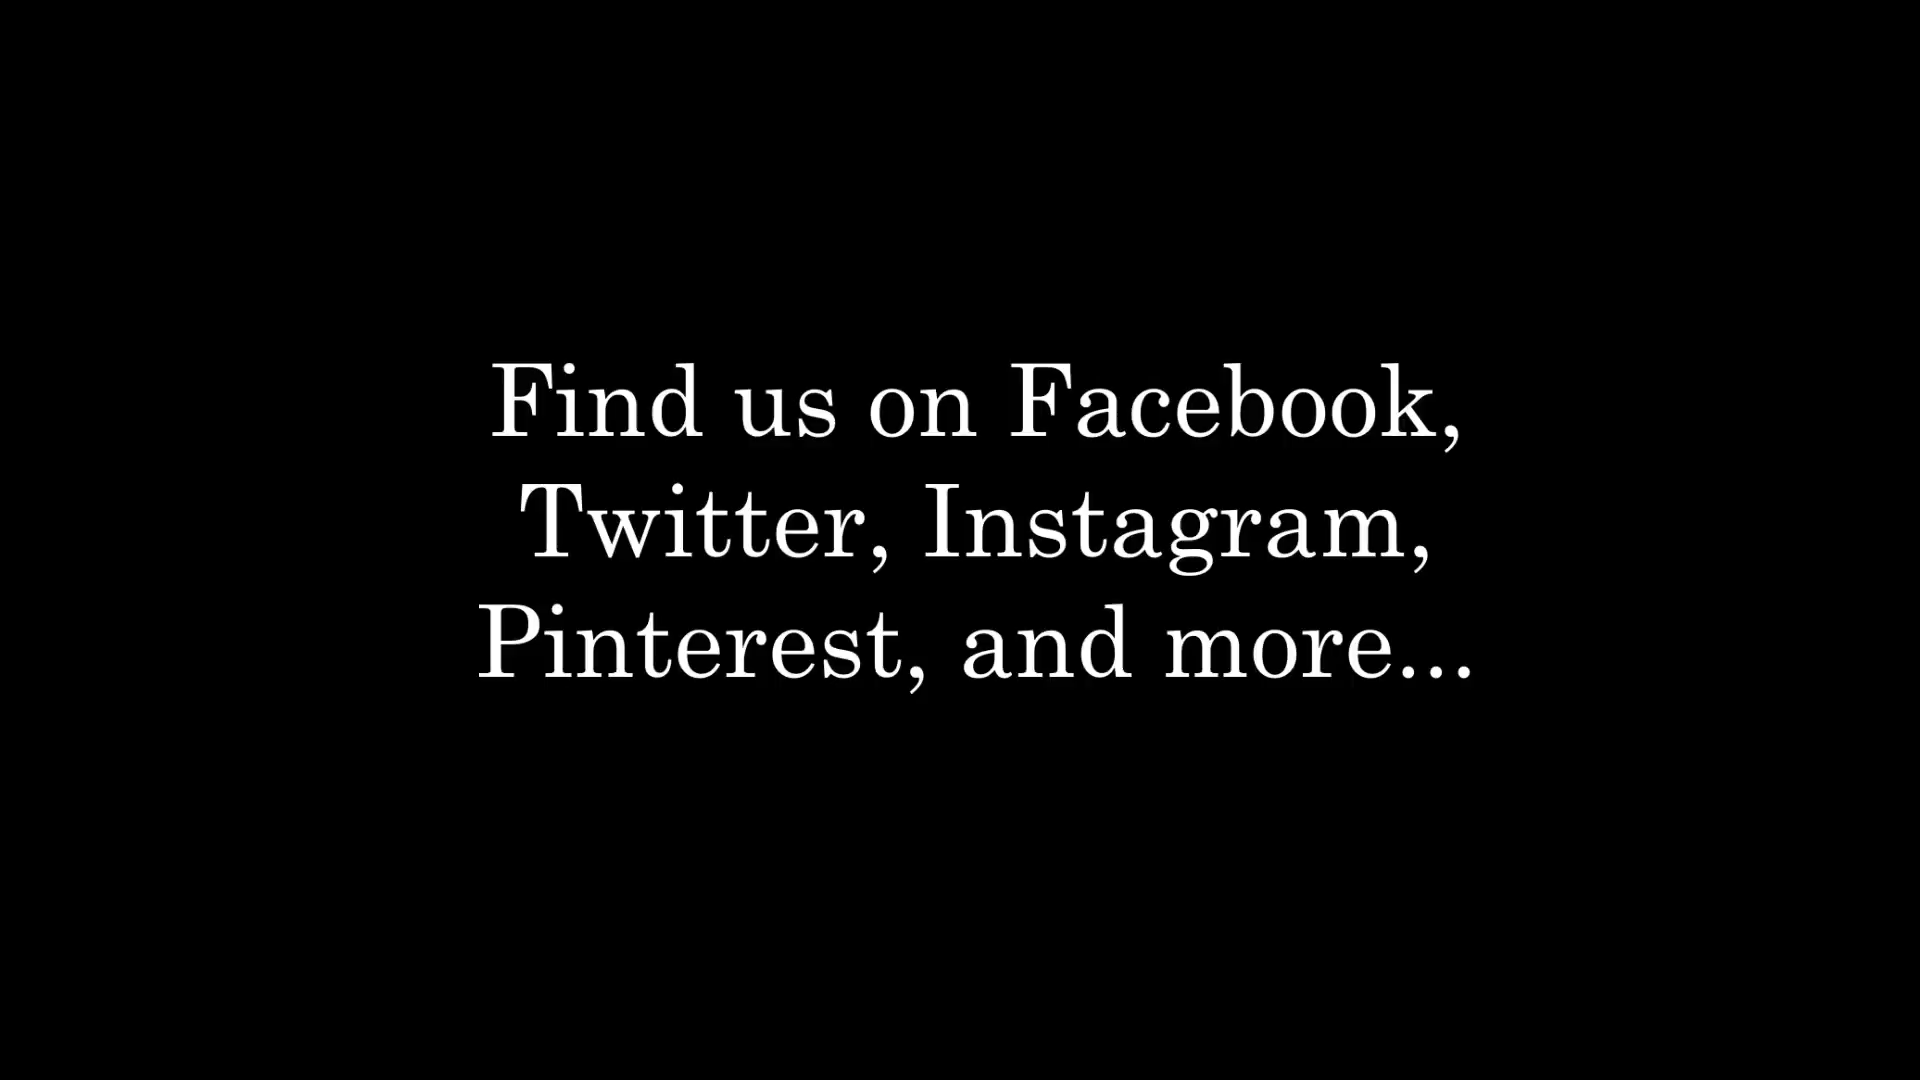 Find us on Facebook,
Twitter, Instagram,
Pinterest, and more...